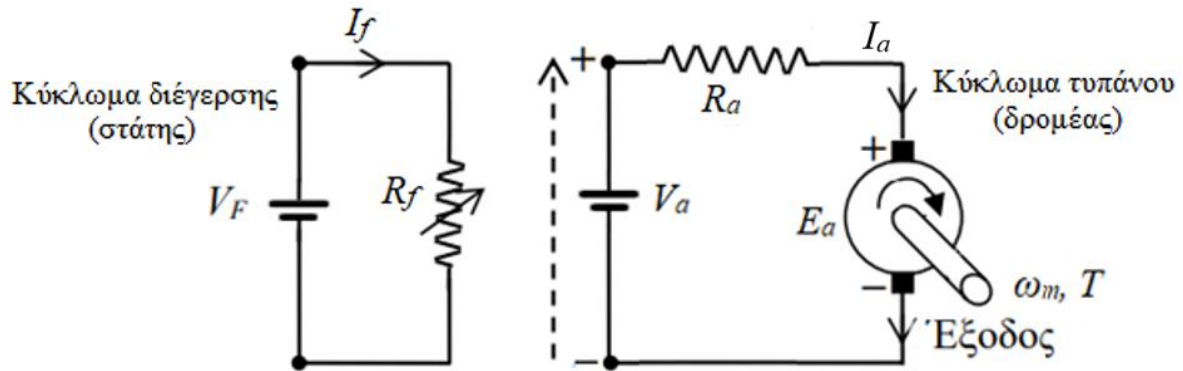 I_f
Κύκλωμα διέγερσης
(στάτης)
V_F
R_f
+
R_a
I_a
Κύκλωμα τυπάνου
(δρομέας)
V_a
+
E_a
−
ω_m, T
Έξοδος
−